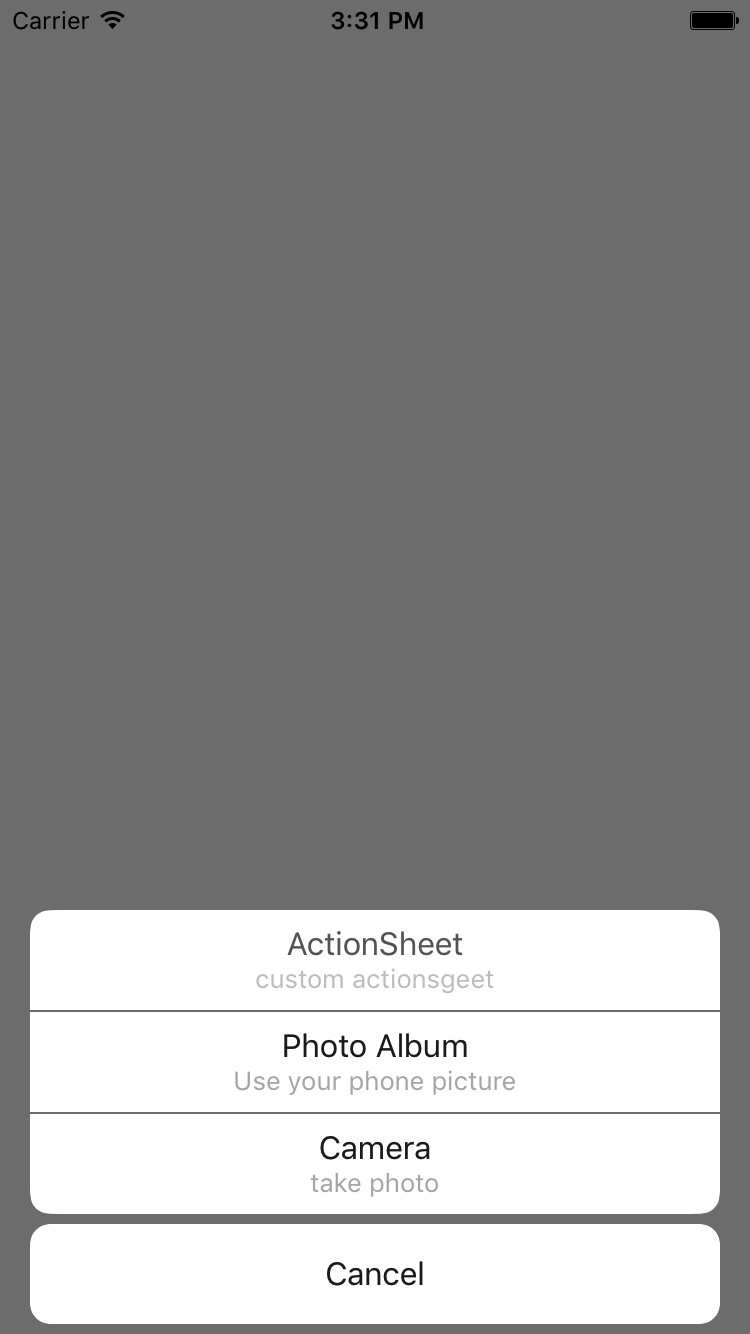 Carrier 3:31 PM
ActionSheet
custom actionsgeet
Photo Album
Use your phone picture
Camera
take photo
Cancel